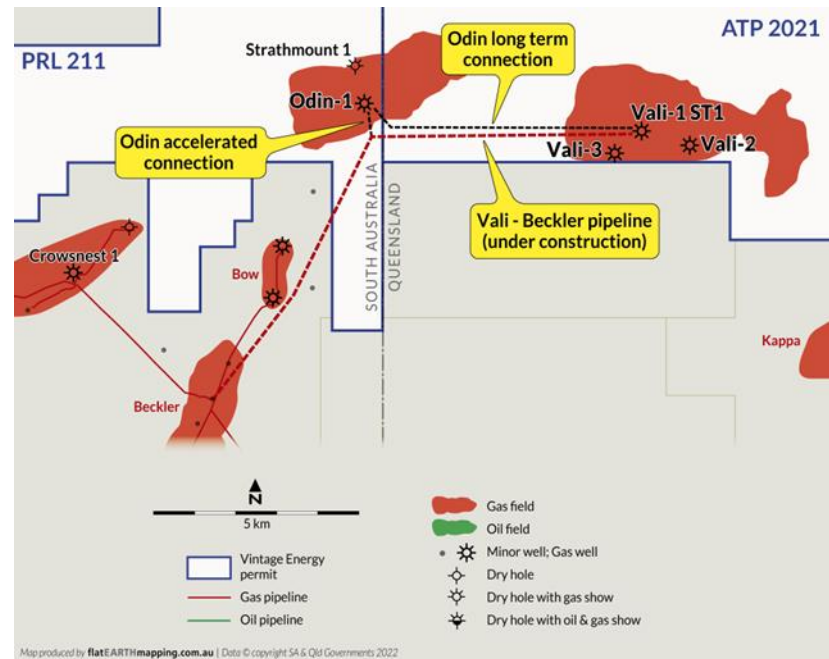 PRL 211
ATP 2021
Strathmount 1
Odin long term
connection
Odin-1
Vali-1 ST1
Vali-2
Vali-3
Odin accelerated
connection
Vali - Beckler pipeline
(under construction)
SOUTH AUSTRALIA
QUEENSLAND
Crowsnest 1
Bow
Kappa
Beckler
N
5 km
Vintage Energy
permit
Gas pipeline
Oil pipeline
Gas field
Oil field
Minor well; Gas well
Dry hole
Dry hole with gas show
Dry hole with oil & gas show
Map produced by flatEARTHmapping.com.au | Data © copyright SA & Qld Governments 2022